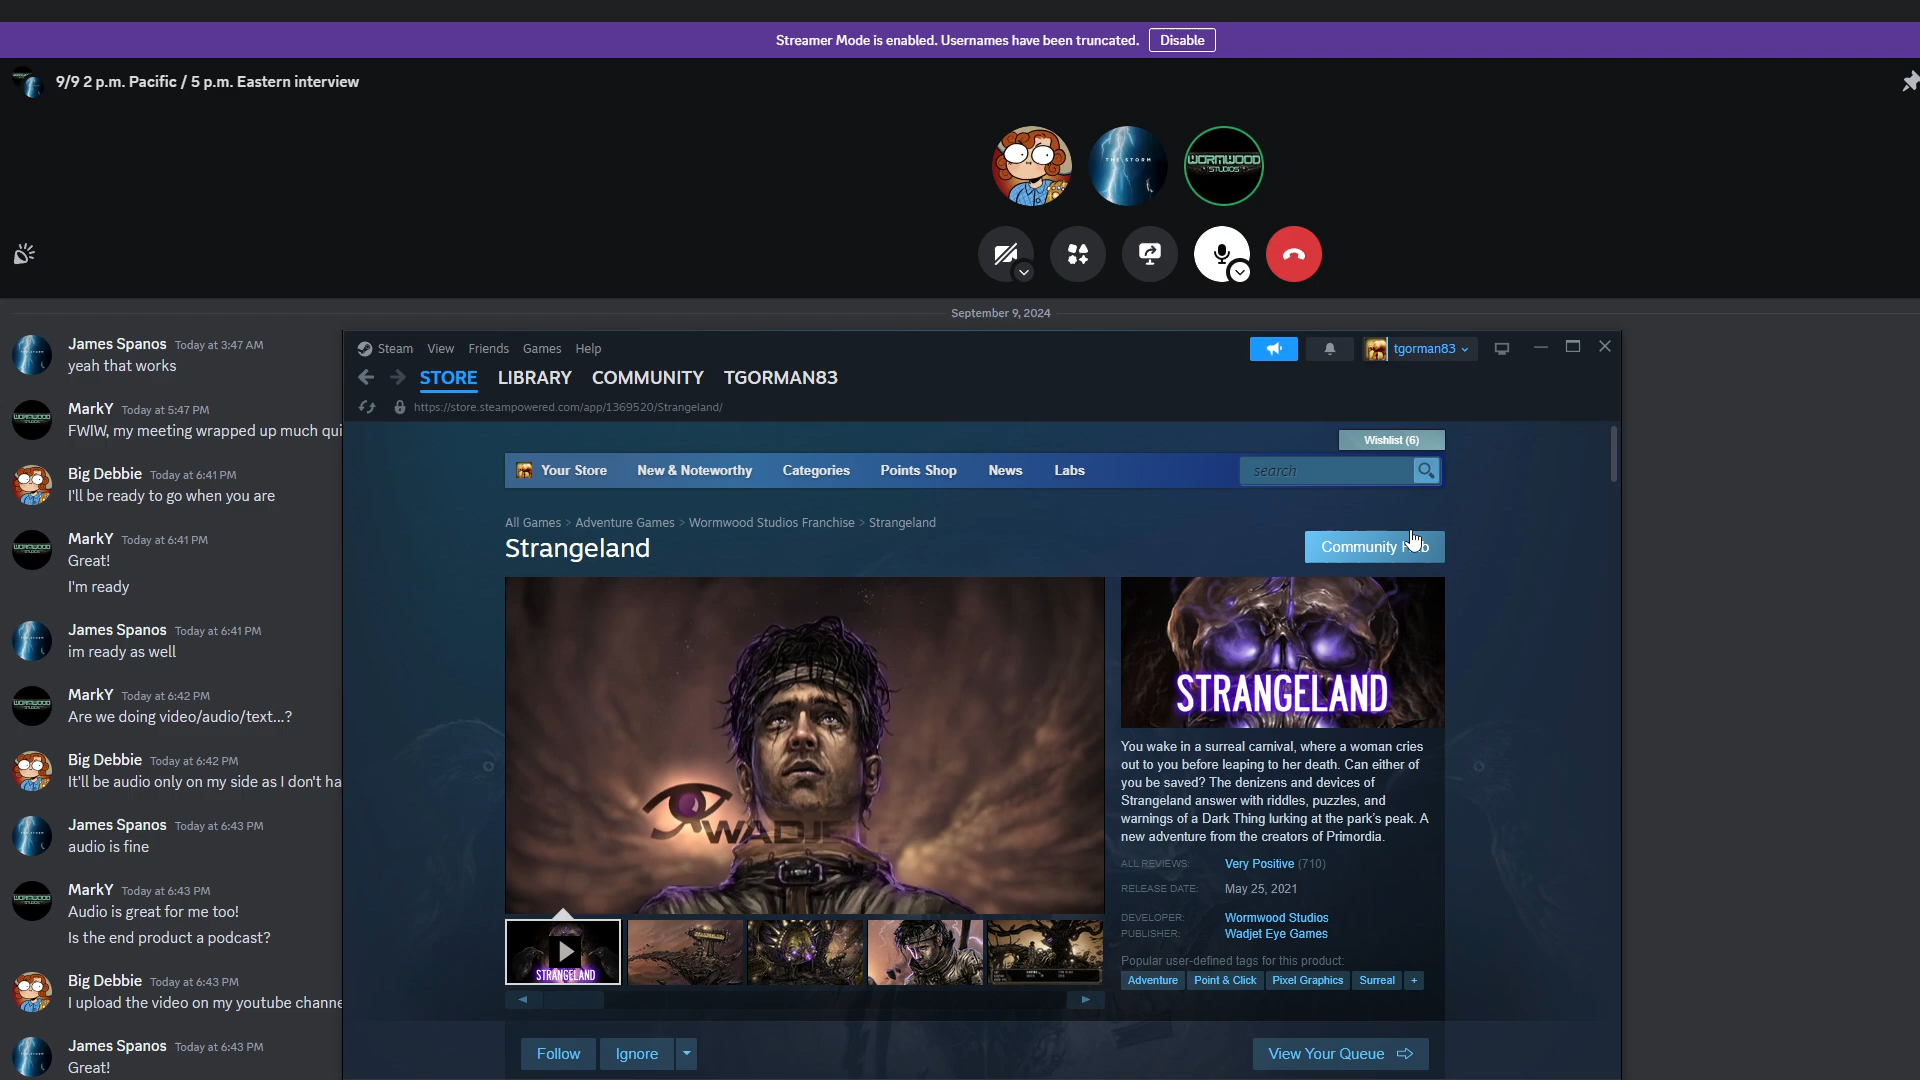 Streamer Mode is enabled. Usernames have been truncated. Disable
9/9 2 p.m. Pacific / 5 p.m. Eastern interview
THE STORM
WORMWOOD
STUDIOS
September 9, 2024
James Spanos Today at 3:47 AM
yeah that works
MarkY Today at 5:47 PM
FWIW, my meeting wrapped up much qui
Big Debbie Today at 6:41 PM
I'll be ready to go when you are
MarkY Today at 6:41 PM
Great!
I'm ready
James Spanos Today at 6:41 PM
im ready as well
MarkY Today at 6:42 PM
Are we doing video/audio/text...?
Big Debbie Today at 6:42 PM
It'll be audio only on my side as I don't ha
James Spanos Today at 6:43 PM
audio is fine
MarkY Today at 6:43 PM
Audio is great for me too!
Is the end product a podcast?
Big Debbie Today at 6:43 PM
I upload the video on my youtube channe
James Spanos Today at 6:43 PM
Great!
Steam View Friends Games Help
tgorman83
STORE LIBRARY COMMUNITY TGORMAN83
https://store.steampowered.com/app/1369520/Strangeland/
Wishlist (6)
Your Store New & Noteworthy Categories Points Shop News Labs
search
All Games > Adventure Games > Wormwood Studios Franchise > Strangeland
Strangeland
Community
WADJE
STRANGELAND
STRANGELAND
You wake in a surreal carnival, where a woman cries
out to you before leaping to her death. Can either of
you be saved? The denizens and devices of
Strangeland answer with riddles, puzzles, and
warnings of a Dark Thing lurking at the park's peak. A
new adventure from the creators of Primordia.
ALL REVIEWS: Very Positive (710)
RELEASE DATE: May 25, 2021
DEVELOPER: Wormwood Studios
PUBLISHER: Wadjet Eye Games
Popular user-defined tags for this product:
Adventure Point & Click Pixel Graphics Surreal +
Follow Ignore
View Your Queue